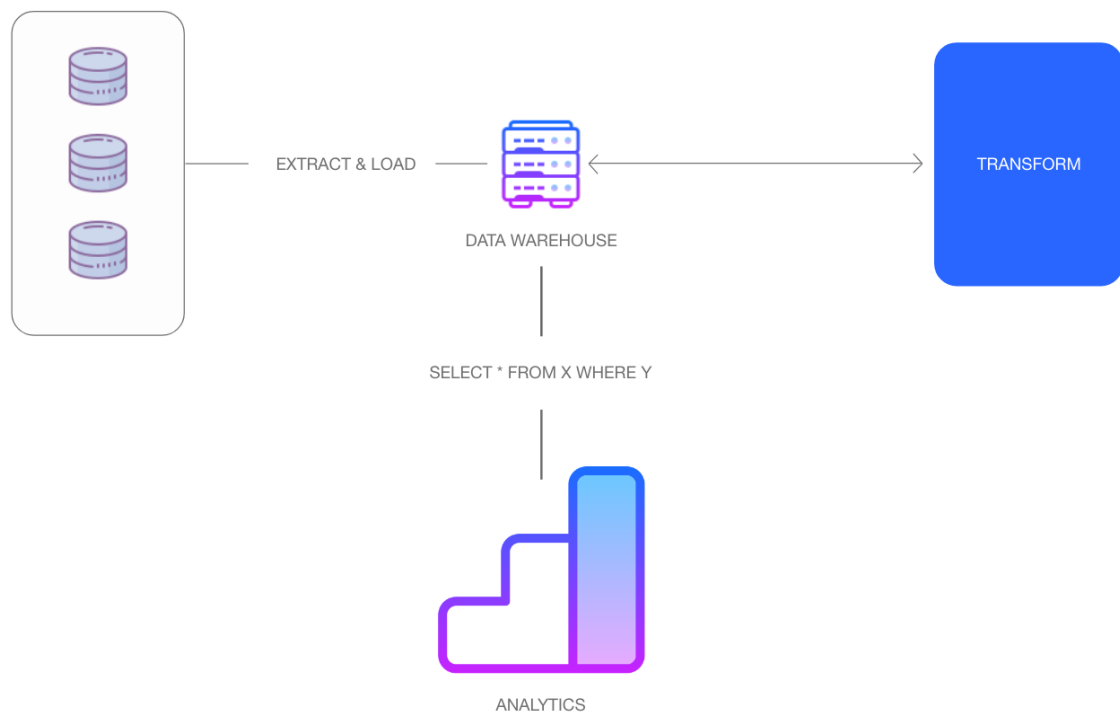 EXTRACT & LOAD
TRANSFORM
DATA WAREHOUSE
SELECT * FROM X WHERE Y
ANALYTICS